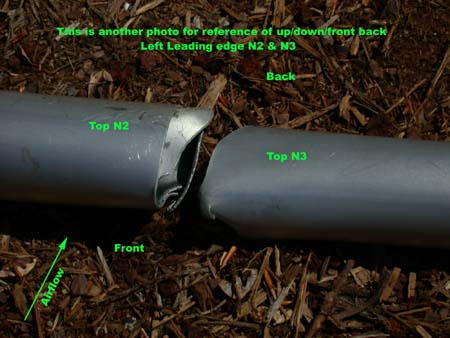 This is another photo for reference of up/down/front back
Left Leading edge N2 & N3
Back
Top N2
Top N3
Front
Airflow